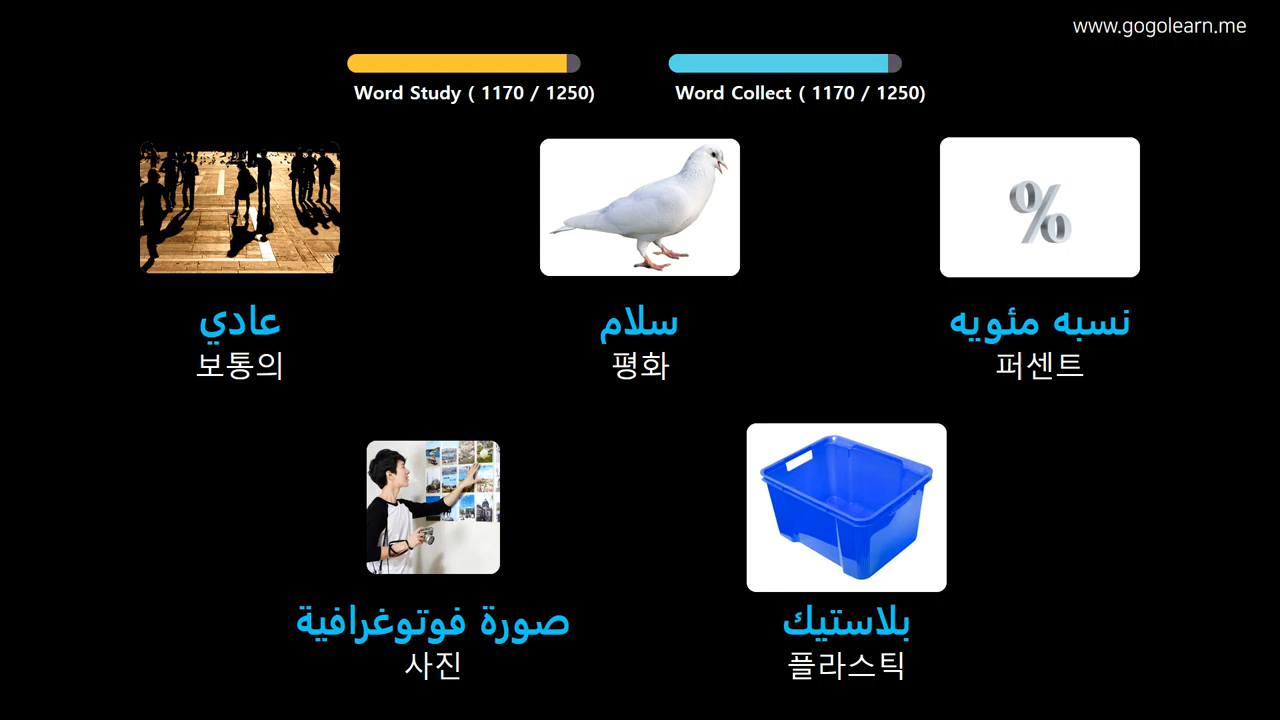 www.gogolearn.me
Word Study ( 1170 / 1250)
Word Collect ( 1170 / 1250)
عادي
보통의
سلام
평화
%
نسبه مئويه
퍼센트
صورة فوتوغرافية
사진
بلاستيك
플라스틱